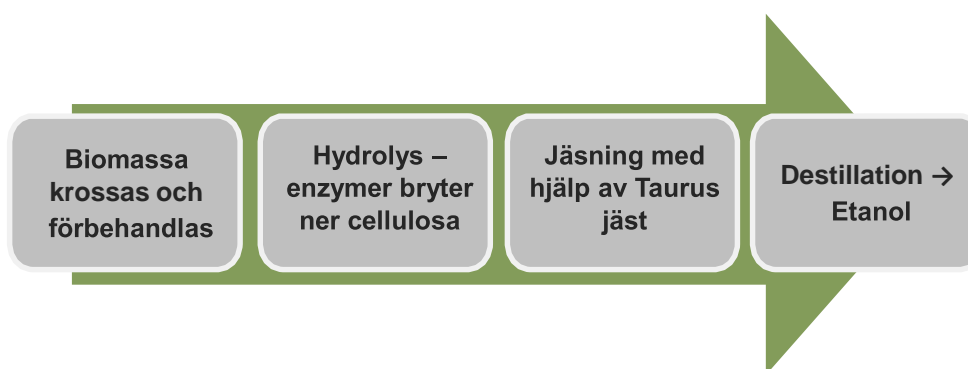 Biomassa
krossas och
förbehandlas
Hydrolys –
enzymer bryter
ner cellulosa
Jäsning med
hjälp av Taurus
jäst
Destillation →
Etanol